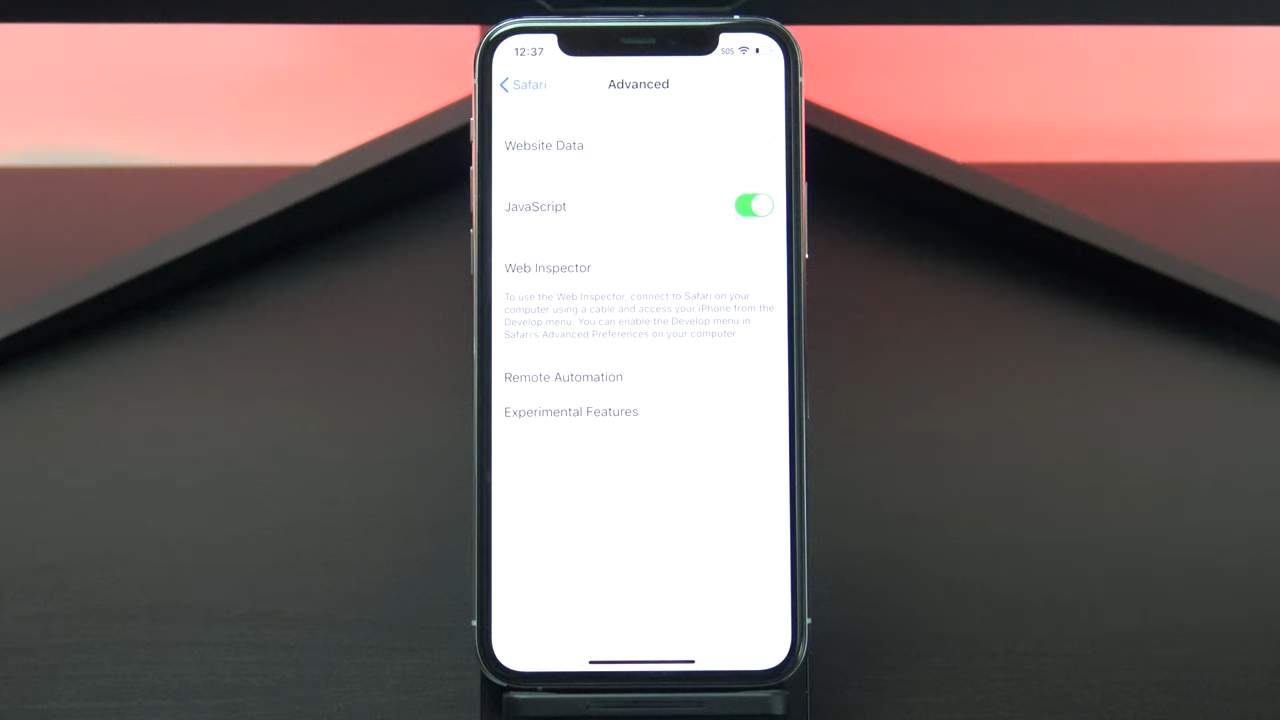 12:37
SOS
Safari
Advanced
Website Data
JavaScript
Web Inspector
To use the Web Inspector, connect to Safari on your
computer using a cable and access your iPhone from the
Develop menu. You can enable the Develop menu in
Safari's Advanced Preferences on your computer.
Remote Automation
Experimental Features